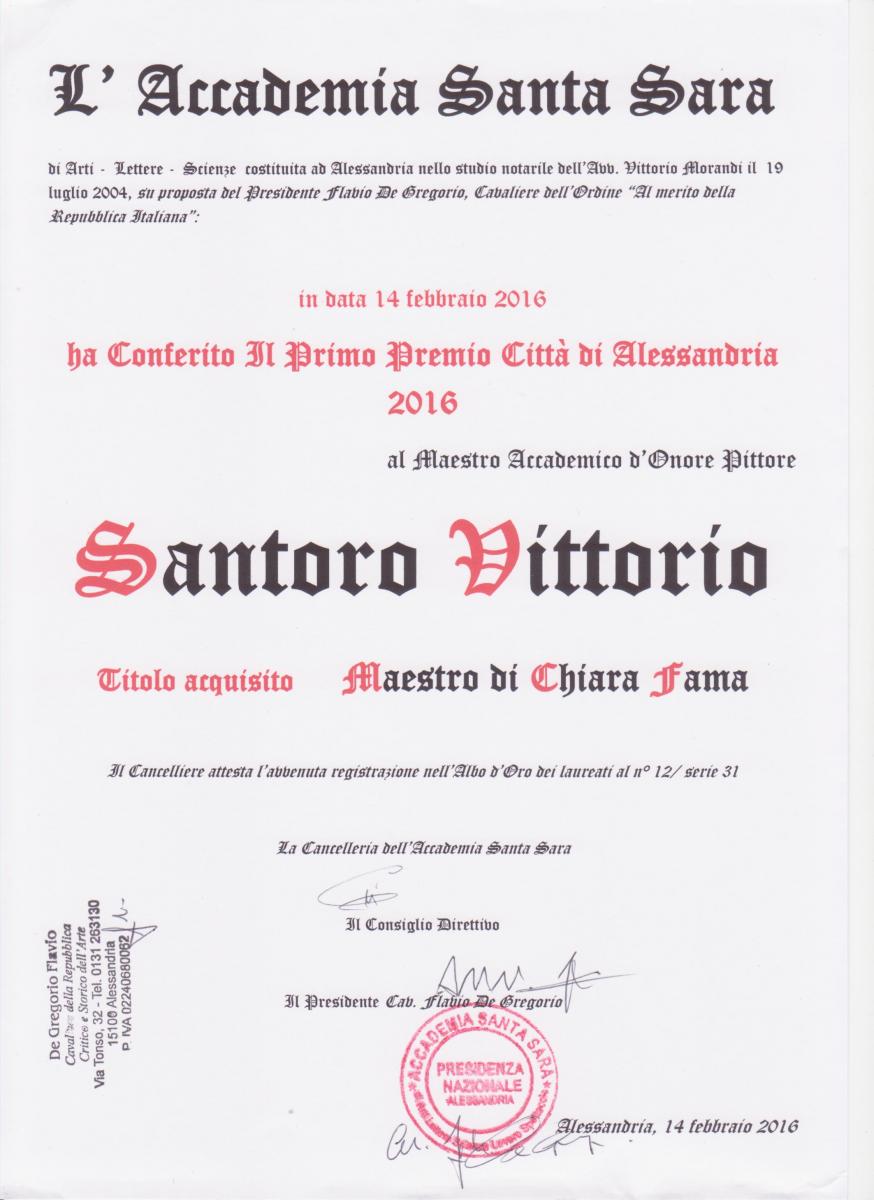 L' Accademia Santa Sara
di Arti - Lettere - Scienze costituita ad Alessandria nello studio notarile dell'Avv. Vittorio Morandi il 19
luglio 2004, su proposta del Presidente Flavio De Gregorio, Cavaliere dell'Ordine "Al merito della
Repubblica Italiana":
in data 14 febbraio 2016
ha Conferito Il Primo Premio Città di Alessandria
2016
al Maestro Accademico d'Onore Pittore
Santoro Vittorio
Titolo acquisito Maestro di Chiara Fama
Il Cancelliere attesta l'avvenuta registrazione nell'Albo d'Oro dei laureati al n° 12/ serie 31
La Cancelleria dell'Accademia Santa Sara
Il Consiglio Direttivo
Il Presidente Cav. Flavio De Gregorio
De Gregorio Flavio
della Repubblica
Critico e Storico dell'Arte
Via Tonso, 32 - Tel. 0131 263130
15100 Alessandria
P. IVA 02240680062
ACCADEMIA SANTA SARA
PRESIDENZA
NAZIONALE
ALESSANDRIA
Alessandria, 14 febbraio 2016